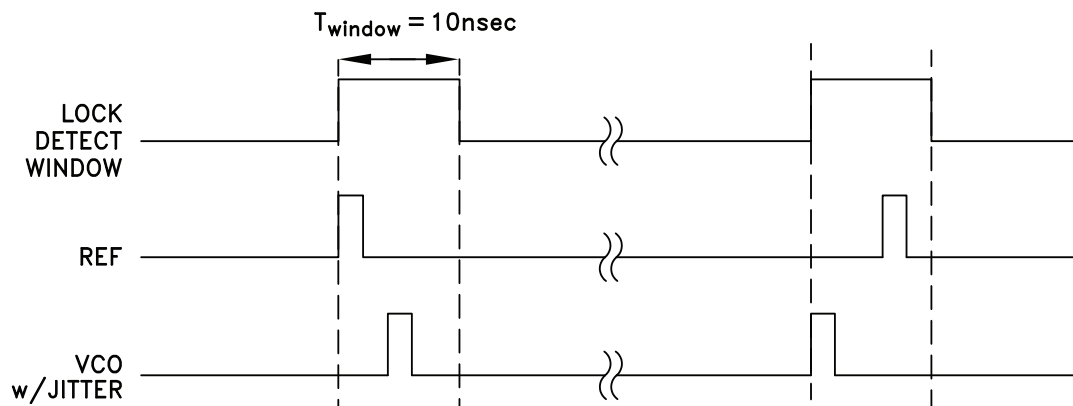 Twindow = 10nsec
LOCK
DETECT
WINDOW
REF
VCO
w/JITTER